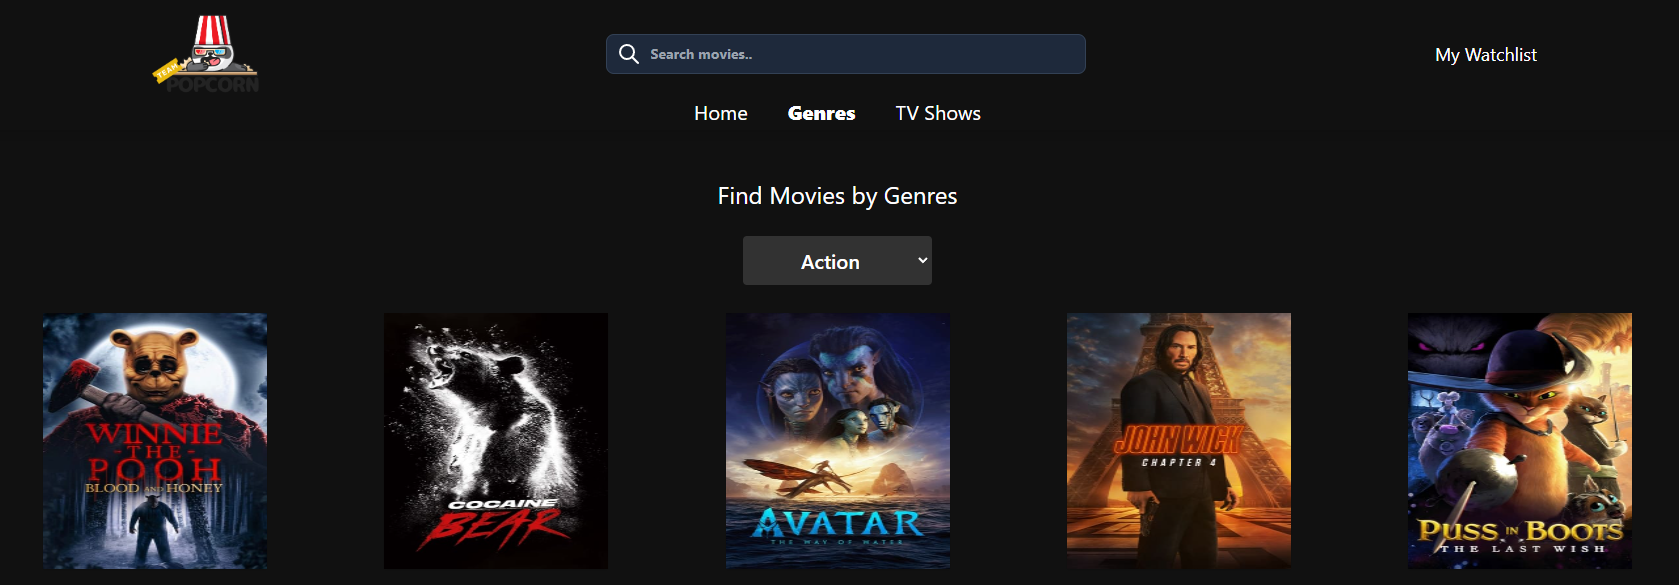 TEAM
POPCORN
Search movies..
My Watchlist
Home
Genres
TV Shows
Find Movies by Genres
Action
WINNIE
-THE-
POOH
BLOOD AND HONEY
COCAINE
BEAR
AVATAR
THE WAY OF WATER
JOHN WICK
CHAPTER 4
PUSS IN BOOTS
THE LAST WISH